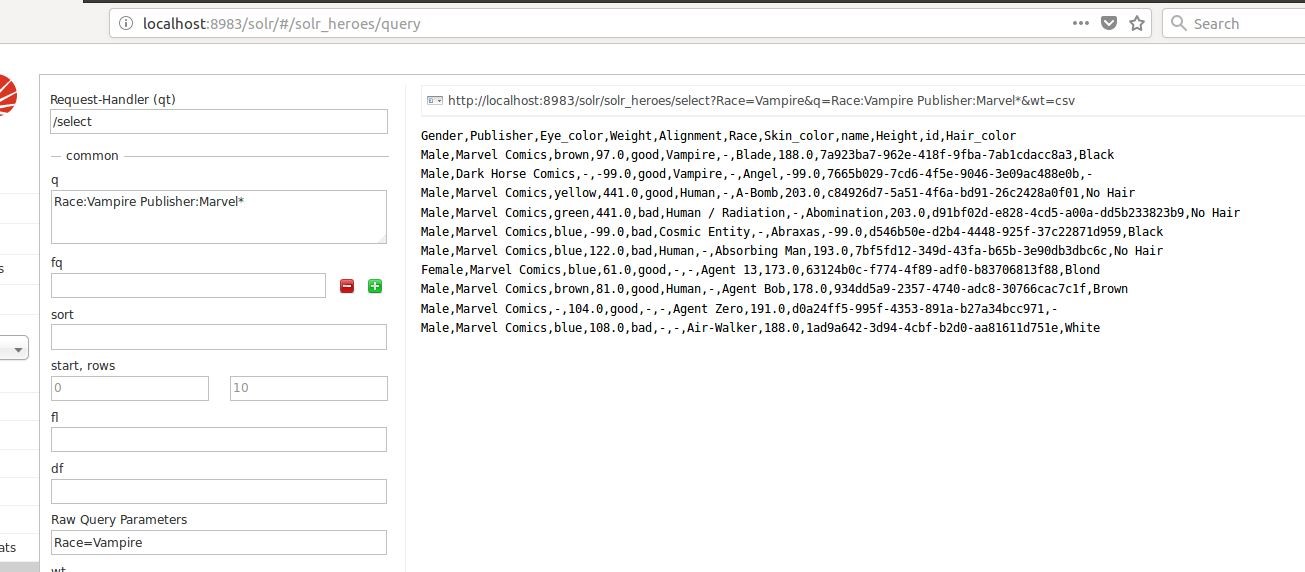 localhost:8983/solr/#/solr_heroes/query
Search
Request-Handler (qt)
/select
common
q
Race:Vampire Publisher:Marvel*
fq
sort
start, rows
0
10
fl
df
Raw Query Parameters
Race=Vampire
wt
s
ats
http://localhost:8983/solr/solr_heroes/select?Race=Vampire&q=Race:Vampire Publisher:Marvel*&wt=csv
Gender,Publisher,Eye_color,Weight,Alignment,Race,Skin_color,name,Height,id,Hair_color
Male,Marvel Comics,brown,97.0,good,Vampire,-,Blade,188.0,7a923ba7-962e-418f-9fba-7ab1cdacc8a3,Black
Male,Dark Horse Comics,-,-99.0,good,Vampire,-,Angel,-99.0,7665b029-7cd6-4f5e-9046-3e09ac488e0b,-
Male,Marvel Comics,yellow,441.0,good,Human,-,A-Bomb,203.0,c84926d7-5a51-4f6a-bd91-26c2428a0f01,No Hair
Male,Marvel Comics,green,441.0,bad,Human / Radiation,-,Abomination,203.0,d91bf02d-e828-4cd5-a00a-dd5b233823b9,No Hair
Male,Marvel Comics,blue,-99.0,bad,Cosmic Entity,-,Abraxas,-99.0,d546b50e-d2b4-4448-925f-37c22871d959,Black
Male,Marvel Comics,blue,122.0,bad,Human,-,Absorbing Man,193.0,7bf5fd12-349d-43fa-b65b-3e90db3dbc6c,No Hair
Female,Marvel Comics,blue,61.0,good,-,-,Agent 13,173.0,63124b0c-f774-4f89-adf0-b83706813f88,Blond
Male,Marvel Comics,brown,81.0,good,Human,-,Agent Bob,178.0,934dd5a9-2357-4740-adc8-30766cac7c1f,Brown
Male,Marvel Comics,-,104.0,good,-,-,Agent Zero,191.0,d0a24ff5-995f-4353-891a-b27a34bcc971,-
Male,Marvel Comics,blue,108.0,bad,-,-,Air-Walker,188.0,1ad9a642-3d94-4cbf-b2d0-aa81611d751e,White